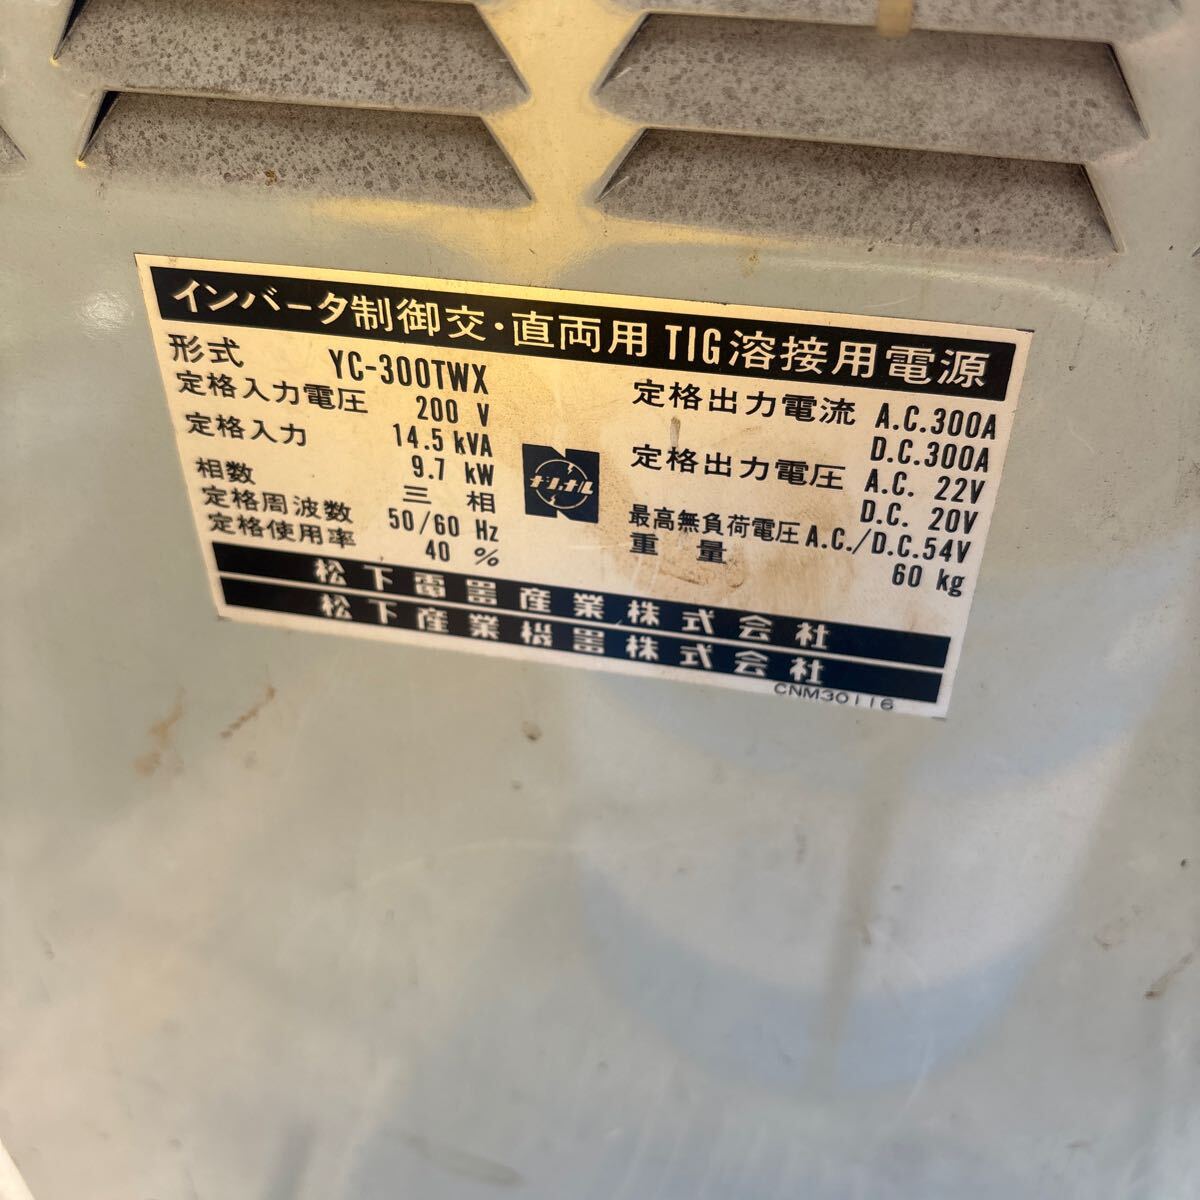 インバータ制御交・直両用 TIG溶接用電源
形式 YC-300TWX
定格入力電圧 200 V
定格入力 14.5 kVA
9.7 kW
相数 三相
定格周波数 50/60 Hz
定格使用率 40 %
ナショナル
定格出力電流 A.C.300A
D.C.300A
定格出力電圧 A.C. 22V
D.C. 20V
最高無負荷電圧 A.C./D.C.54V
重量 60 kg
松下電器産業株式会社
松下産業機器株式会社
CNM30116